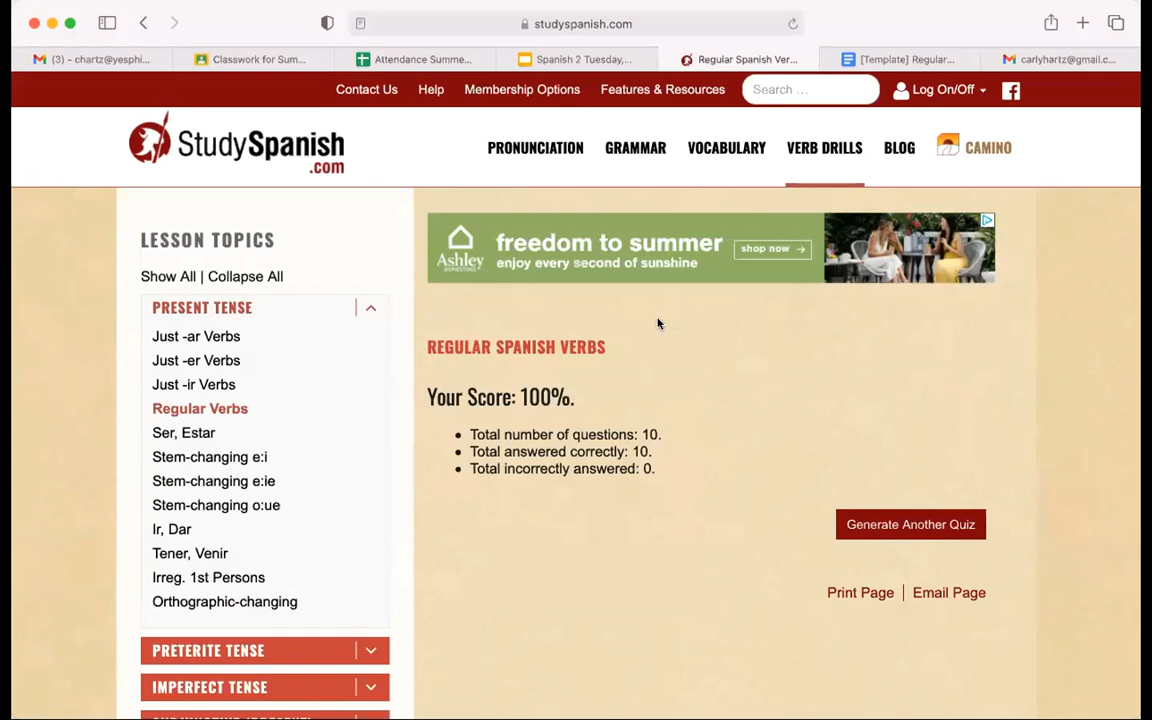 studyspanish.com
(3) - chartz@yesphi...
Classwork for Sum...
Attendance Summe...
Spanish 2 Tuesday,...
Regular Spanish Ver...
[Template] Regular...
carlyhartz@gmail.c...
Contact Us
Help
Membership Options
Features & Resources
Search ...
Log On/Off
StudySpanish
.com
PRONUNCIATION
GRAMMAR
VOCABULARY
VERB DRILLS
BLOG
CAMINO
LESSON TOPICS
Show All | Collapse All
PRESENT TENSE
Just -ar Verbs
Just -er Verbs
Just -ir Verbs
Regular Verbs
Ser, Estar
Stem-changing e:i
Stem-changing e:ie
Stem-changing o:ue
Ir, Dar
Tener, Venir
Irreg. 1st Persons
Orthographic-changing
PRETERITE TENSE
IMPERFECT TENSE
Ashley
freedom to summer
enjoy every second of sunshine
shop now →
REGULAR SPANISH VERBS
Your Score: 100%.
• Total number of questions: 10.
• Total answered correctly: 10.
• Total incorrectly answered: 0.
Generate Another Quiz
Print Page | Email Page